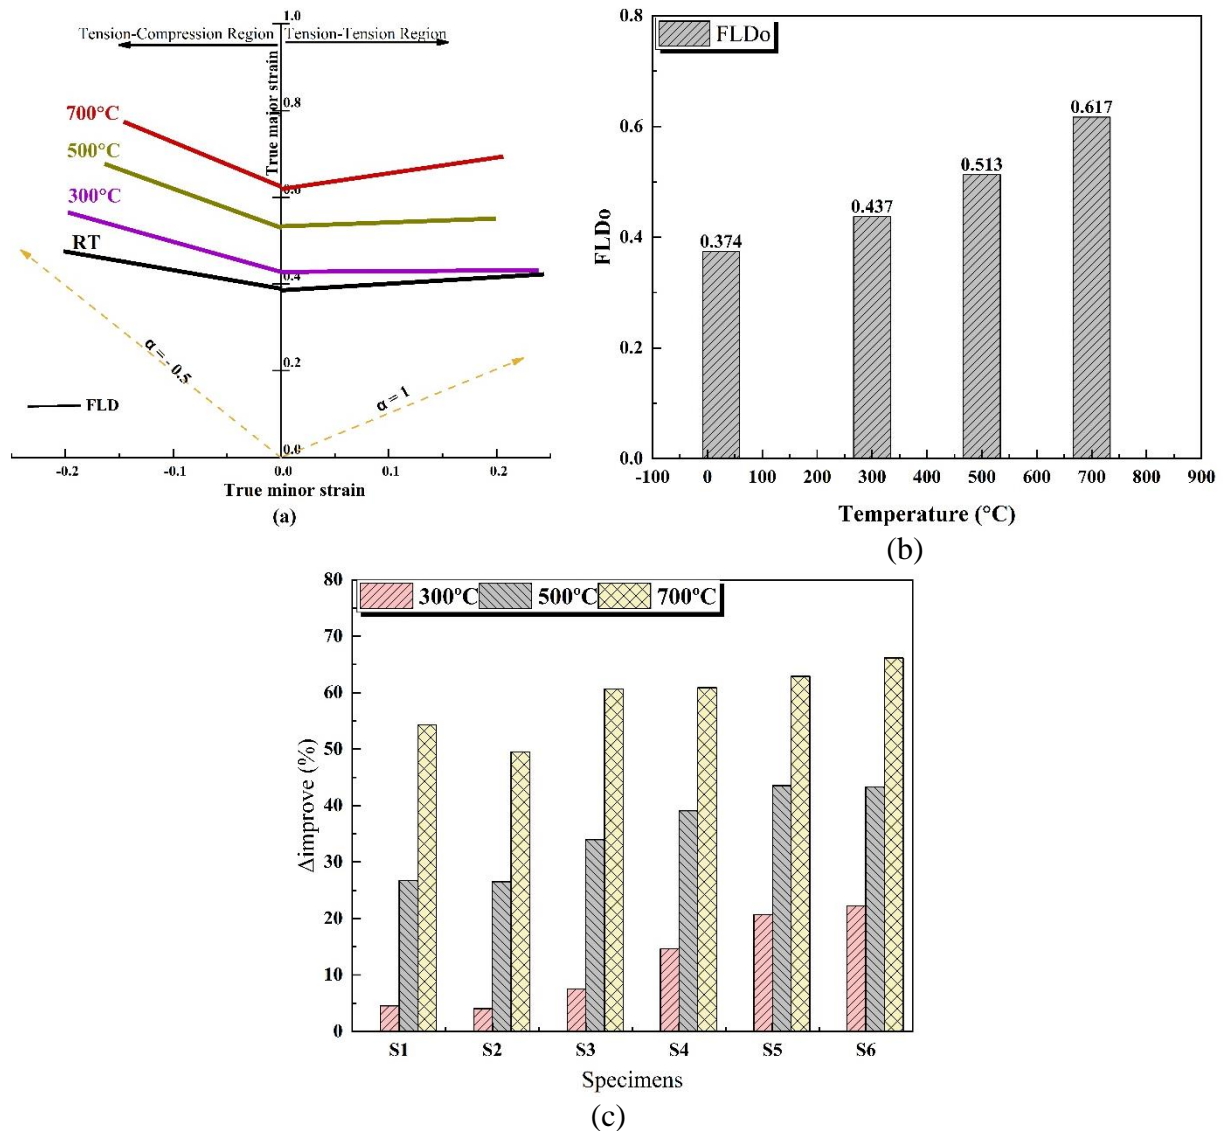 1.0
Tension-Compression Region
Tension-Tension Region
True major strain
0.8
700°C
500°C
0.6
300°C
RT
0.4
0.2
α = - 0.5
α = 1
FLD
0.0
-0.2 -0.1 0.0 0.1 0.2
True minor strain
(a)
0.8
FLDo
0.617
0.6
0.513
0.437
0.4
0.374
FLDo
0.2
0.0
-100 0 100 200 300 400 500 600 700 800 900
Temperature (°C)
(b)
80
300°C 500°C 700°C
70
60
50
40
30
20
10
0
Δimprove (%)
S1 S2 S3 S4 S5 S6
Specimens
(c)